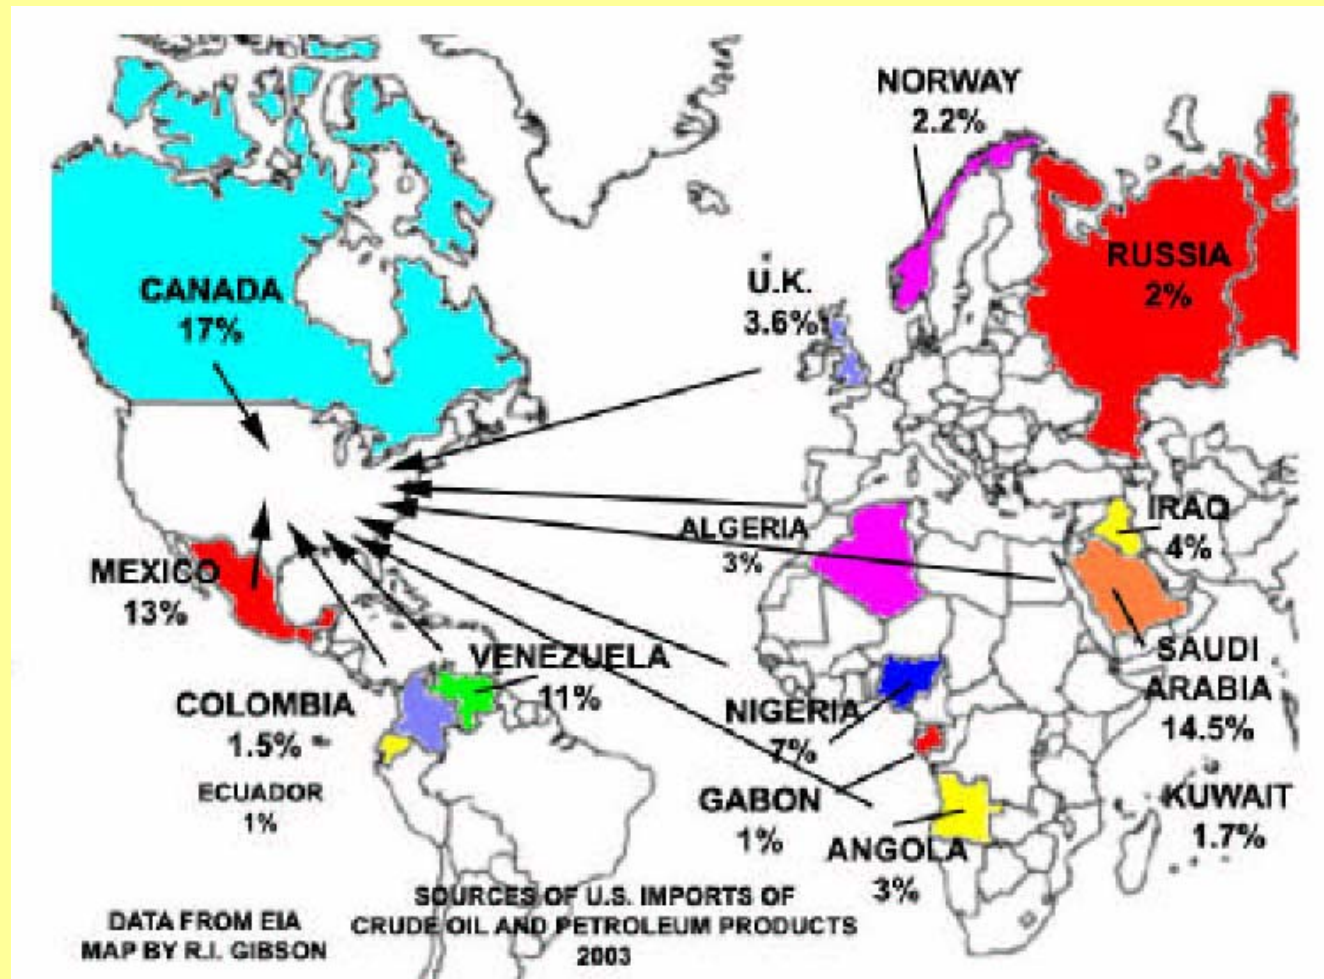 NORWAY
2.2%
RUSSIA
2%
U.K.
3.6%
CANADA
17%
ALGERIA
3%
IRAQ
4%
MEXICO
13%
VENEZUELA
11%
SAUDI
ARABIA
14.5%
COLOMBIA
1.5%
NIGERIA
7%
ECUADOR
1%
GABON
1%
KUWAIT
1.7%
ANGOLA
3%
SOURCES OF U.S. IMPORTS OF
CRUDE OIL AND PETROLEUM PRODUCTS
2003
DATA FROM EIA
MAP BY R.I. GIBSON